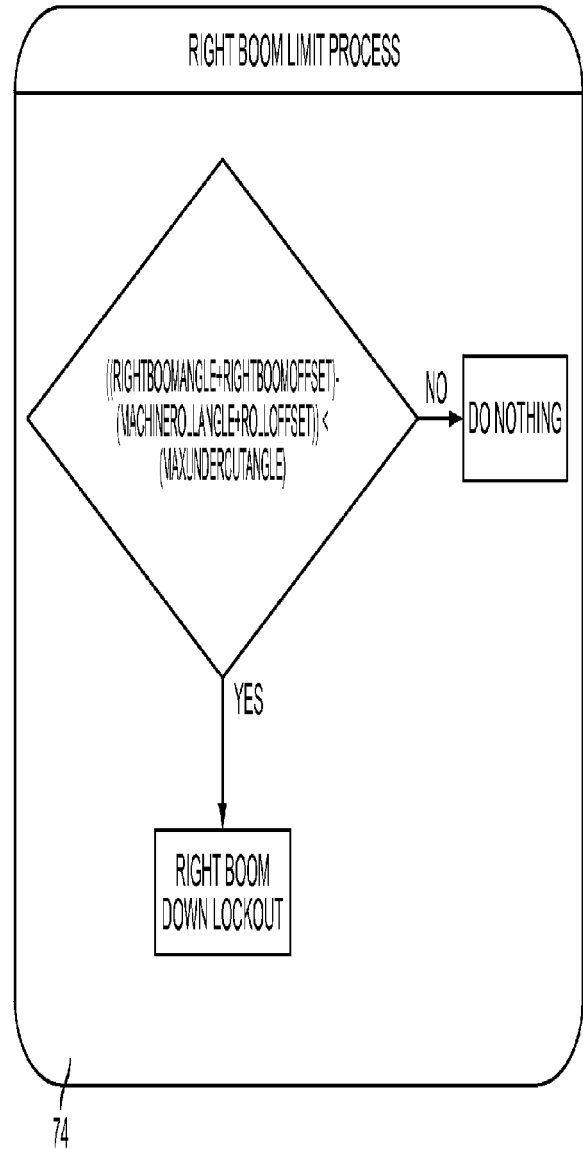 RIGHT BOOM LIMIT PROCESS
((RIGHTBOOMANGLE+RIGHTBOOMOFFSET)-
(MACHINEROLLANGLE+ROLLOFFSET)) <
(MAXUNDERCUTANGLE)
NO
DO NOTHING
YES
RIGHT BOOM
DOWN LOCKOUT
74